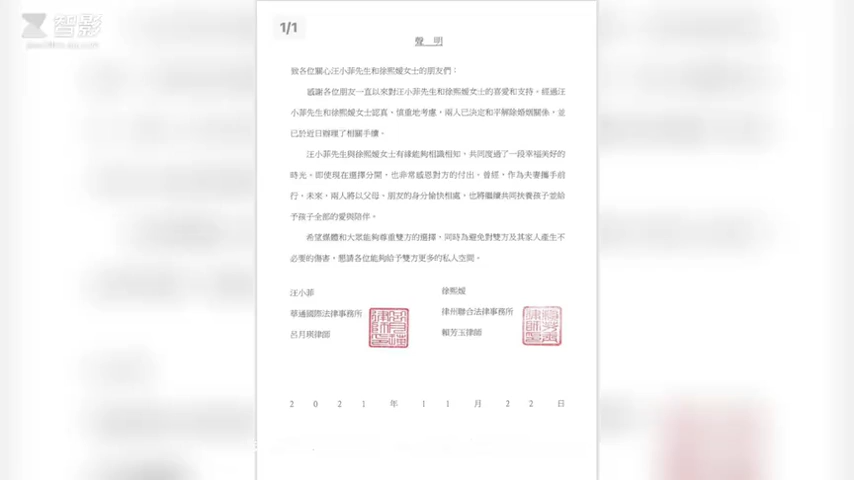 智影
1/1
聲 明
致各位關心汪小菲先生和徐熙媛女士的朋友們：
感謝各位朋友一直以來對汪小菲先生和徐熙媛女士的喜愛和支持。經過汪
小菲先生和徐熙媛女士認真、慎重地考慮，兩人已決定和平解除婚姻關係，並
已於近日辦理了相關手續。
汪小菲先生與徐熙媛女士有緣能夠相識相知，共同度過了一段幸福美好的
時光。即使現在選擇分開，也非常感恩對方的付出。曾經，作為夫妻攜手前
行，未來，兩人將以父母、朋友的身分愉快相處，也將繼續共同扶養孩子並給
予孩子全部的愛與陪伴。
希望媒體和大眾能夠尊重雙方的選擇，同時為避免對雙方及其家人產生不
必要的傷害，懇請各位能夠給予雙方更多的私人空間。
汪小菲
華通國際法律事務所
呂月瑛律師
徐熙媛
律州聯合法律事務所
賴芳玉律師
2021年11月22日